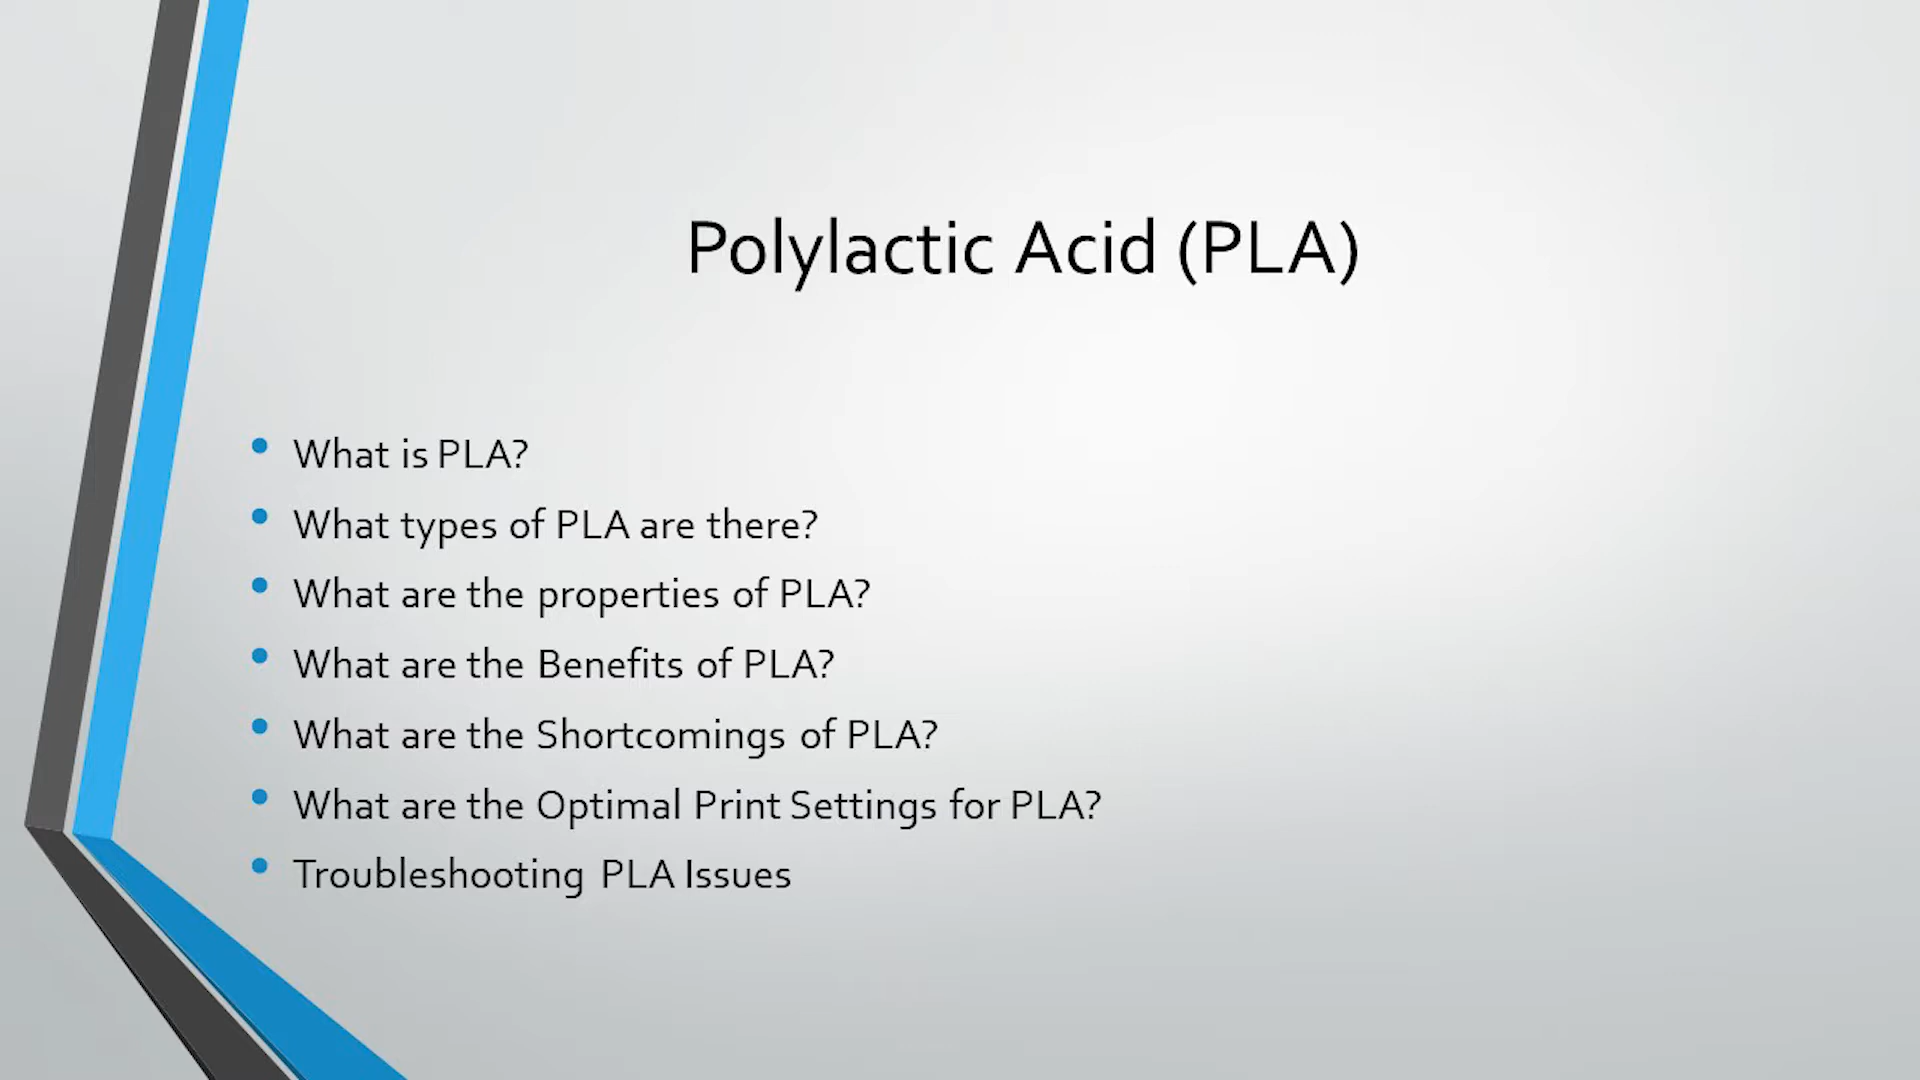 Polylactic Acid (PLA)
What is PLA?
What types of PLA are there?
What are the properties of PLA?
What are the Benefits of PLA?
What are the Shortcomings of PLA?
What are the Optimal Print Settings for PLA?
Troubleshooting PLA Issues